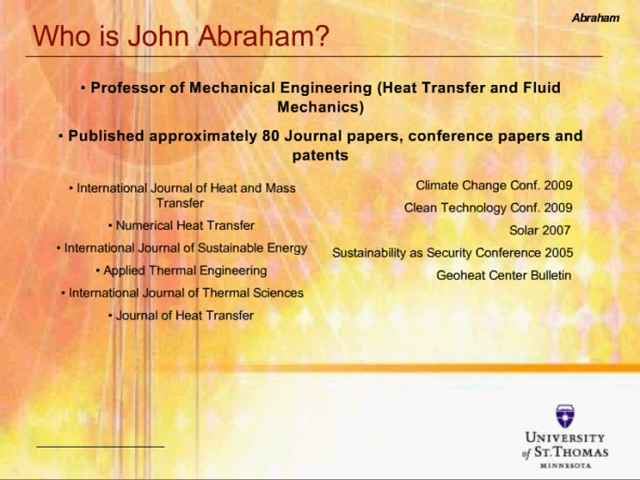 Abraham
Who is John Abraham?
• Professor of Mechanical Engineering (Heat Transfer and Fluid
Mechanics)
• Published approximately 80 Journal papers, conference papers and
patents
• International Journal of Heat and Mass
Transfer
• Numerical Heat Transfer
• International Journal of Sustainable Energy
• Applied Thermal Engineering
• International Journal of Thermal Sciences
• Journal of Heat Transfer
Climate Change Conf. 2009
Clean Technology Conf. 2009
Solar 2007
Sustainability as Security Conference 2005
Geoheat Center Bulletin
UNIVERSITY
of ST.THOMAS
MINNESOTA